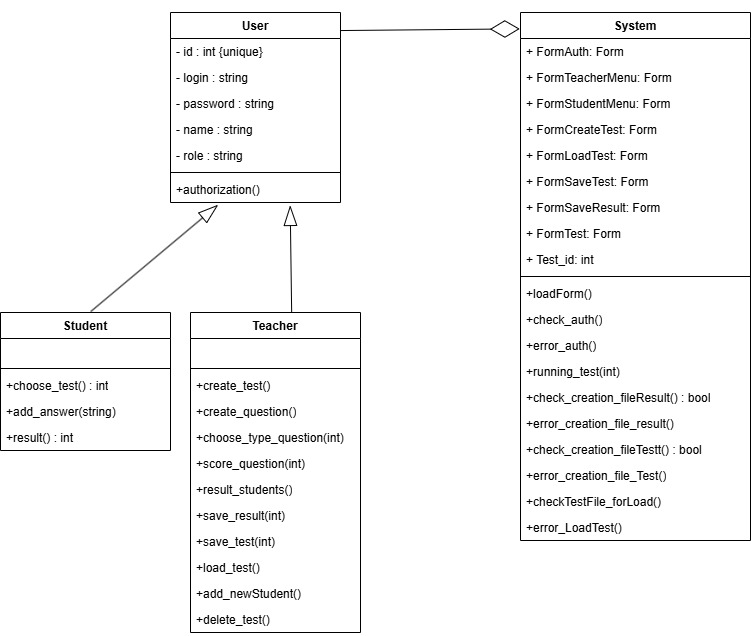 User
- id : int {unique}
- login : string
- password : string
- name : string
- role : string
+authorization()
System
+ FormAuth: Form
+ FormTeacherMenu: Form
+ FormStudentMenu: Form
+ FormCreateTest: Form
+ FormLoadTest: Form
+ FormSaveTest: Form
+ FormSaveResult: Form
+ FormTest: Form
+ Test_id: int
+loadForm()
+check_auth()
+error_auth()
+running_test(int)
+check_creation_fileResult() : bool
+error_creation_file_result()
+check_creation_fileTestt() : bool
+error_creation_file_Test()
+checkTestFile_forLoad()
+error_LoadTest()
Student
+choose_test() : int
+add_answer(string)
+result() : int
Teacher
+create_test()
+create_question()
+choose_type_question(int)
+score_question(int)
+result_students()
+save_result(int)
+save_test(int)
+load_test()
+add_newStudent()
+delete_test()